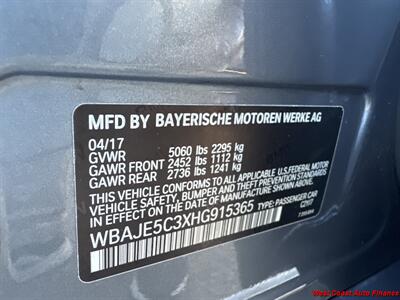 MFD BY BAYERISCHE MOTOREN WERKE AG
04/17
GVWR 5060 lbs 2295 kg
GAWR FRONT 2452 lbs 1112 kg
GAWR REAR 2736 lbs 1241 kg
THIS VEHICLE CONFORMS TO ALL APPLICABLE U.S. FEDERAL MOTOR
VEHICLE SAFETY, BUMPER, AND THEFT PREVENTION STANDARDS
IN EFFECT ON THE DATE OF MANUFACTURE SHOWN ABOVE.
WBAJE5C3XHG915365 TYPE: PASSENGER CAR
West Coast Auto Finance